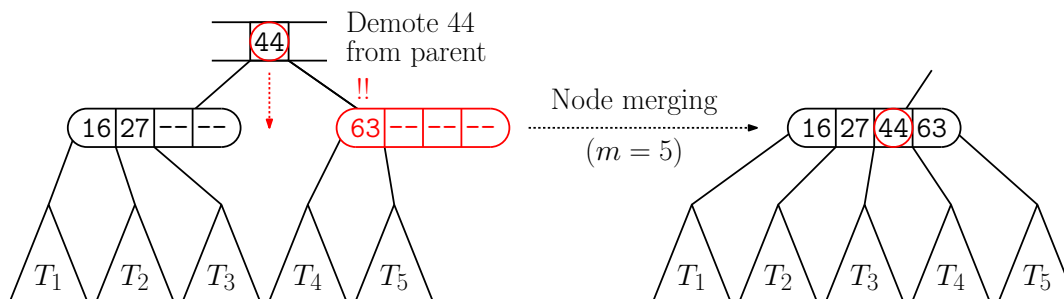 44
Demote 44
from parent
!!
16 27 -- --
63 -- -- --
Node merging
(m = 5)
16 27 44 63
T1 T2 T3 T4 T5
T1 T2 T3 T4 T5